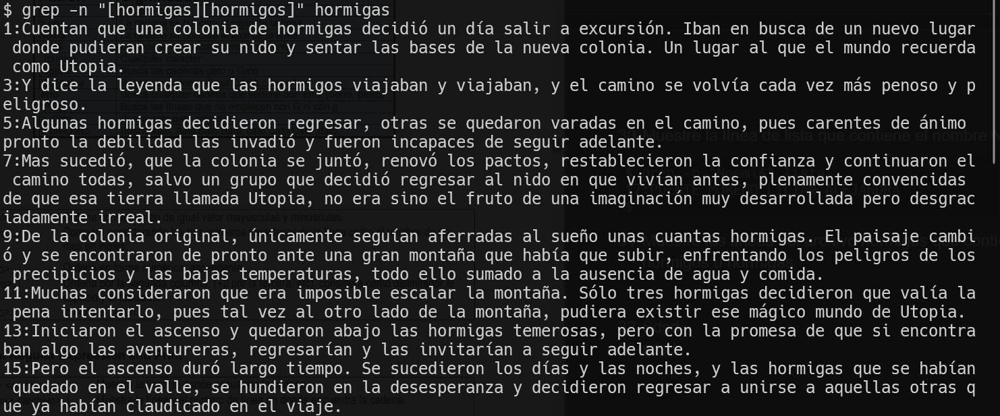 $ grep -n "[hormigas][hormigos]" hormigas
1:Cuentan que una colonia de hormigas decidió un día salir a excursión. Iban en busca de un nuevo lugar
donde pudieran crear su nido y sentar las bases de la nueva colonia. Un lugar al que el mundo recuerda
como Utopia.
3:Y dice la leyenda que las hormigos viajaban y viajaban, y el camino se volvía cada vez más penoso y p
eligroso.
5:Algunas hormigas decidieron regresar, otras se quedaron varadas en el camino, pues carentes de ánimo
pronto la debilidad las invadió y fueron incapaces de seguir adelante.
7:Mas sucedió, que la colonia se juntó, renovó los pactos, restablecieron la confianza y continuaron el
camino todas, salvo un grupo que decidió regresar al nido en que vivían antes, plenamente convencidas
de que esa tierra llamada Utopia, no era sino el fruto de una imaginación muy desarrollada pero desgrac
iadamente irreal.
9:De la colonia original, únicamente seguían aferradas al sueño unas cuantas hormigas. El paisaje cambi
ó y se encontraron de pronto ante una gran montaña que había que subir, enfrentando los peligros de los
precipicios y las bajas temperaturas, todo ello sumado a la ausencia de agua y comida.
11:Muchas consideraron que era imposible escalar la montaña. Sólo tres hormigas decidieron que valía la
pena intentarlo, pues tal vez al otro lado de la montaña, pudiera existir ese mágico mundo de Utopia.
13:Iniciaron el ascenso y quedaron abajo las hormigas temerosas, pero con la promesa de que si encontra
ban algo las aventureras, regresarían y las invitarían a seguir adelante.
15:Pero el ascenso duró largo tiempo. Se sucedieron los días y las noches, y las hormigas que se habían
quedado en el valle, se hundieron en la desesperanza y decidieron regresar a unirse a aquellas otras q
ue ya habían claudicado en el viaje.